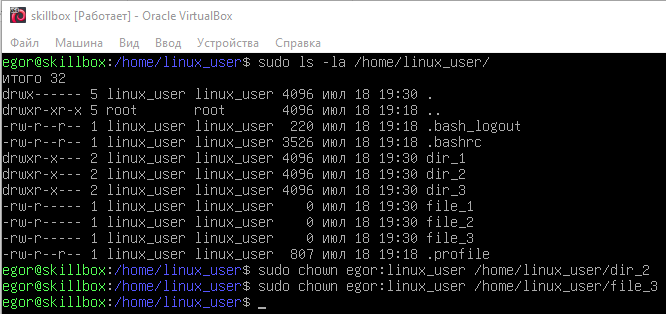 skillbox [Работает] - Oracle VirtualBox
Файл Машина Вид Ввод Устройства Справка
egor@skillbox:/home/linux_user$ sudo ls -la /home/linux_user/
итого 32
drwx------ 5 linux_user linux_user 4096 июл 18 19:30 .
drwxr-xr-x 5 root       root       4096 июл 18 19:19 ..
-rw-r--r-- 1 linux_user linux_user  220 июл 18 19:18 .bash_logout
-rw-r--r-- 1 linux_user linux_user 3526 июл 18 19:18 .bashrc
drwxr-x--- 2 linux_user linux_user 4096 июл 18 19:30 dir_1
drwxr-x--- 2 linux_user linux_user 4096 июл 18 19:30 dir_2
drwxr-x--- 2 linux_user linux_user 4096 июл 18 19:30 dir_3
-rw-r----- 1 linux_user linux_user    0 июл 18 19:30 file_1
-rw-r----- 1 linux_user linux_user    0 июл 18 19:30 file_2
-rw-r----- 1 linux_user linux_user    0 июл 18 19:30 file_3
-rw-r--r-- 1 linux_user linux_user  807 июл 18 19:18 .profile
egor@skillbox:/home/linux_user$ sudo chown egor:linux_user /home/linux_user/dir_2
egor@skillbox:/home/linux_user$ sudo chown egor:linux_user /home/linux_user/file_3
egor@skillbox:/home/linux_user$ _